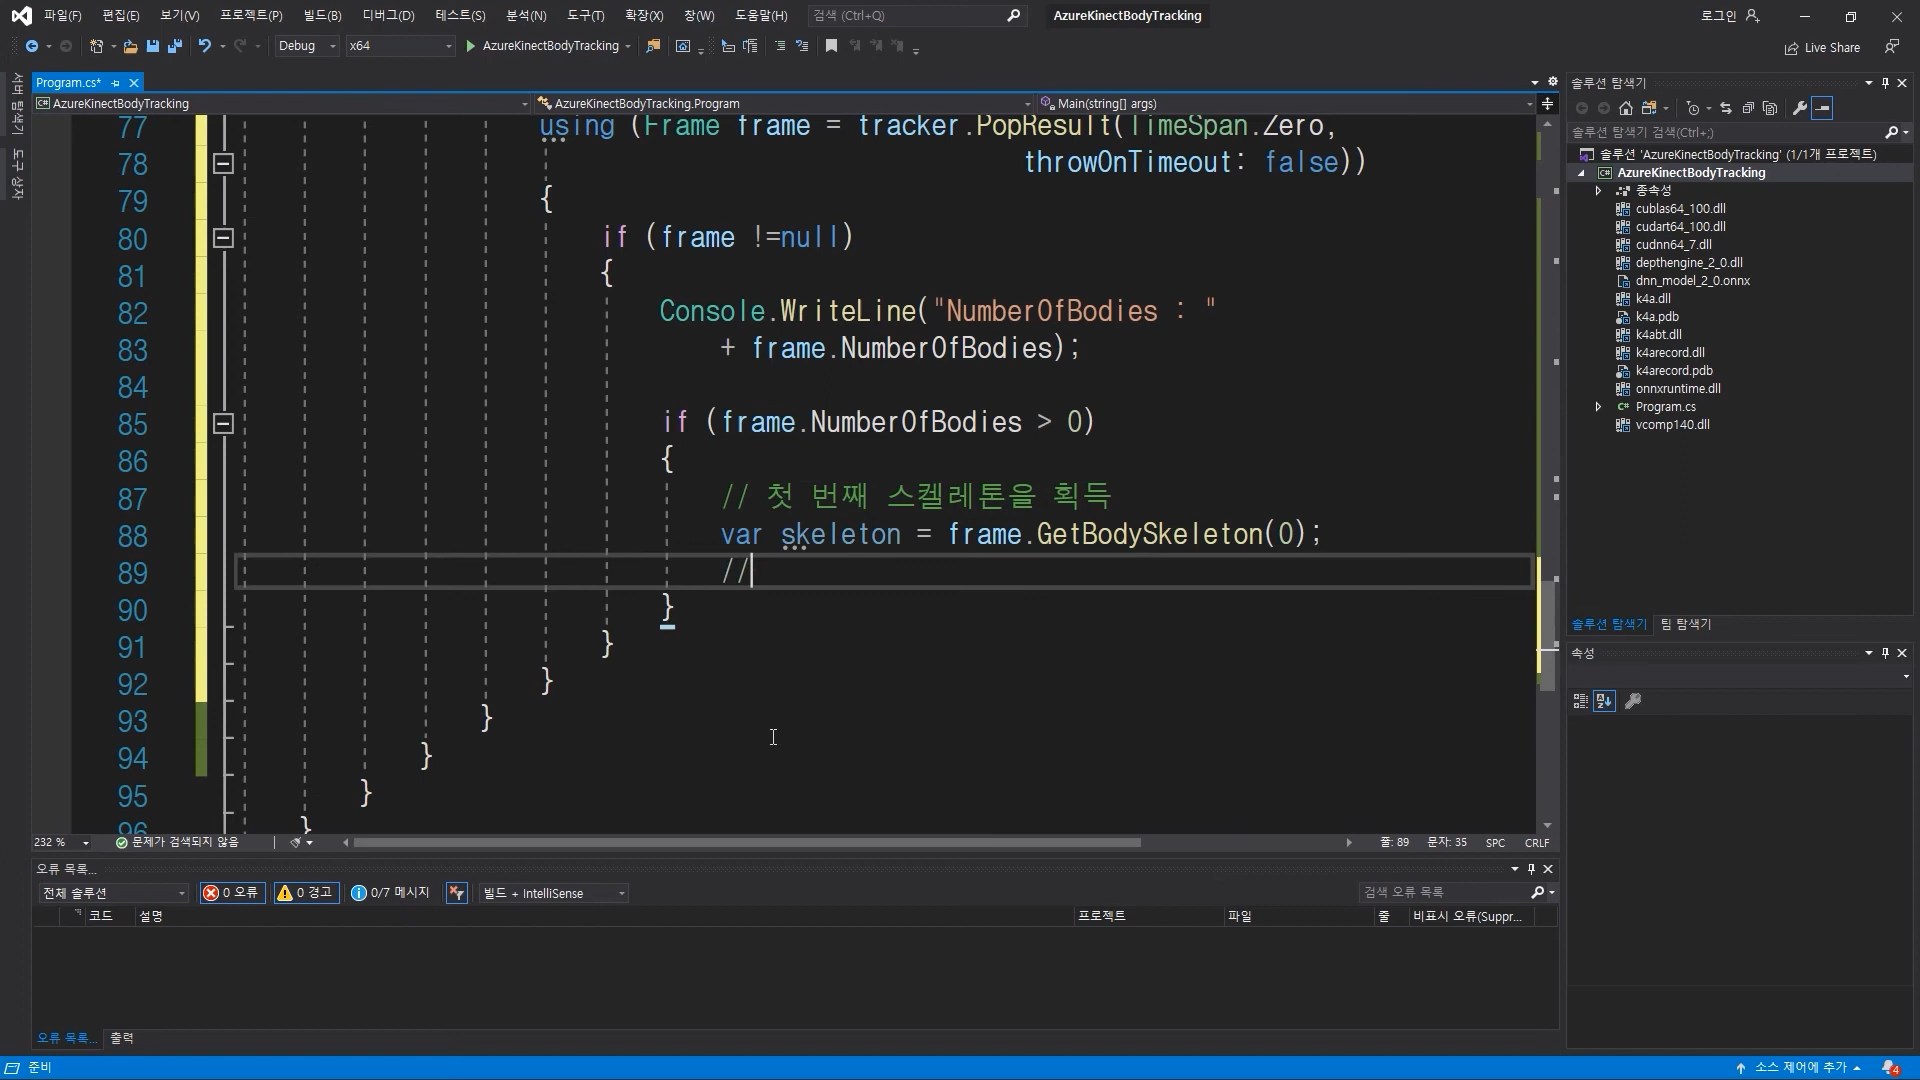 파일(F) 편집(E) 보기(V) 프로젝트(P) 빌드(B) 디버그(D) 테스트(S) 분석(N) 도구(T) 확장(X) 창(W) 도움말(H) 검색 (Ctrl+Q) AzureKinectBodyTracking 로그인
Debug x64 AzureKinectBodyTracking Live Share
서버 탐색기
도구 상자
Program.cs*
AzureKinectBodyTracking AzureKinectBodyTracking.Program Main(string[] args)
77 using (Frame frame = tracker.PopResult(TimeSpan.Zero,
78 throwOnTimeout: false))
79 {
80 if (frame !=null)
81 {
82 Console.WriteLine("NumberOfBodies : "
83 + frame.NumberOfBodies);
84
85 if (frame.NumberOfBodies > 0)
86 {
87 // 첫 번째 스켈레톤을 획득
88 var skeleton = frame.GetBodySkeleton(0);
89 //
90 }
91 }
92 }
93 }
94 }
95 }
96 }
232 % 문제가 검색되지 않음 줄: 89 문자: 35 SPC CRLF
오류 목록...
전체 솔루션 0 오류 0 경고 0/7 메시지 빌드 + IntelliSense 검색 오류 목록
코드 설명 프로젝트 파일 줄 비표시 오류(Suppr...
오류 목록... 출력
솔루션 탐색기
솔루션 탐색기 검색(Ctrl+;)
솔루션 'AzureKinectBodyTracking' (1/1개 프로젝트)
AzureKinectBodyTracking
종속성
cublas64_100.dll
cudart64_100.dll
cudnn64_7.dll
depthengine_2_0.dll
dnn_model_2_0.onnx
k4a.dll
k4a.pdb
k4abt.dll
k4arecord.dll
k4arecord.pdb
onnxruntime.dll
C# Program.cs
vcomp140.dll
솔루션 탐색기 팀 탐색기
속성
준비 소스 제어에 추가 4